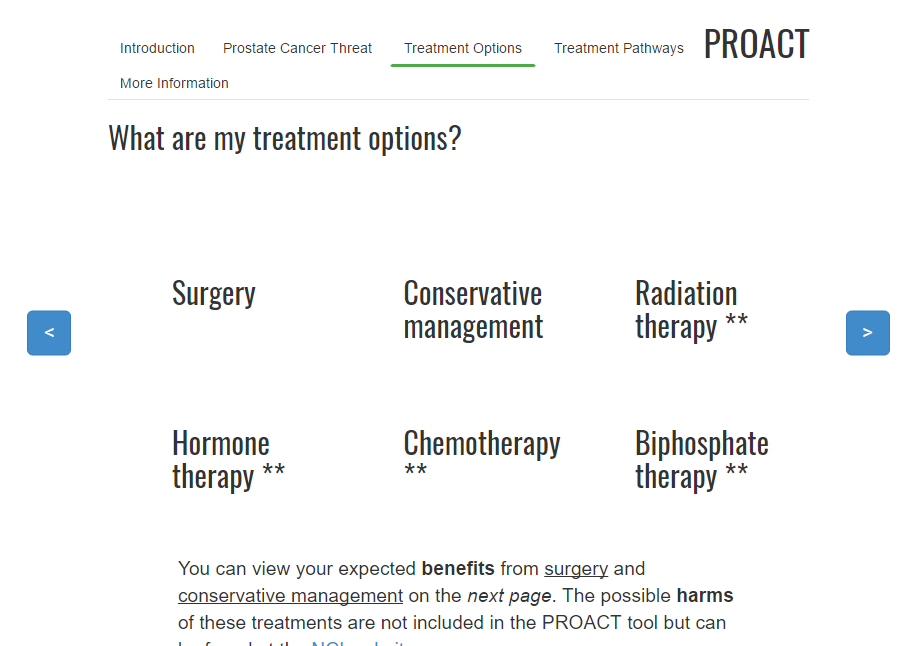 Introduction Prostate Cancer Threat Treatment Options Treatment Pathways PROACT
More Information
What are my treatment options?
Surgery
Conservative
management
Radiation
therapy **
<
>
Hormone
therapy **
Chemotherapy
**
Biphosphate
therapy **
You can view your expected benefits from surgery and
conservative management on the next page. The possible harms
of these treatments are not included in the PROACT tool but can